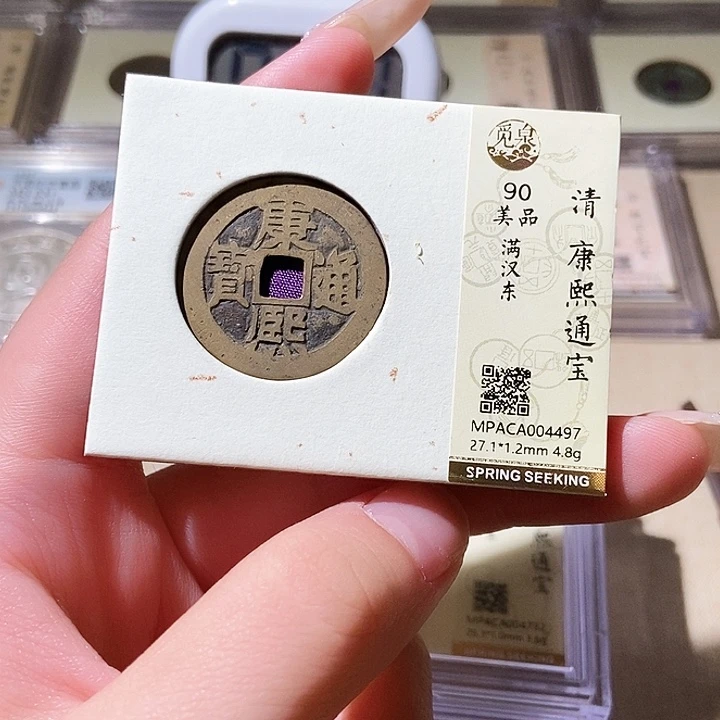 康熙通寳
觅泉
90
美品
满汉东
清 康熙通宝
MPACA004497
27.1*1.2mm 4.8g
SPRING SEEKING